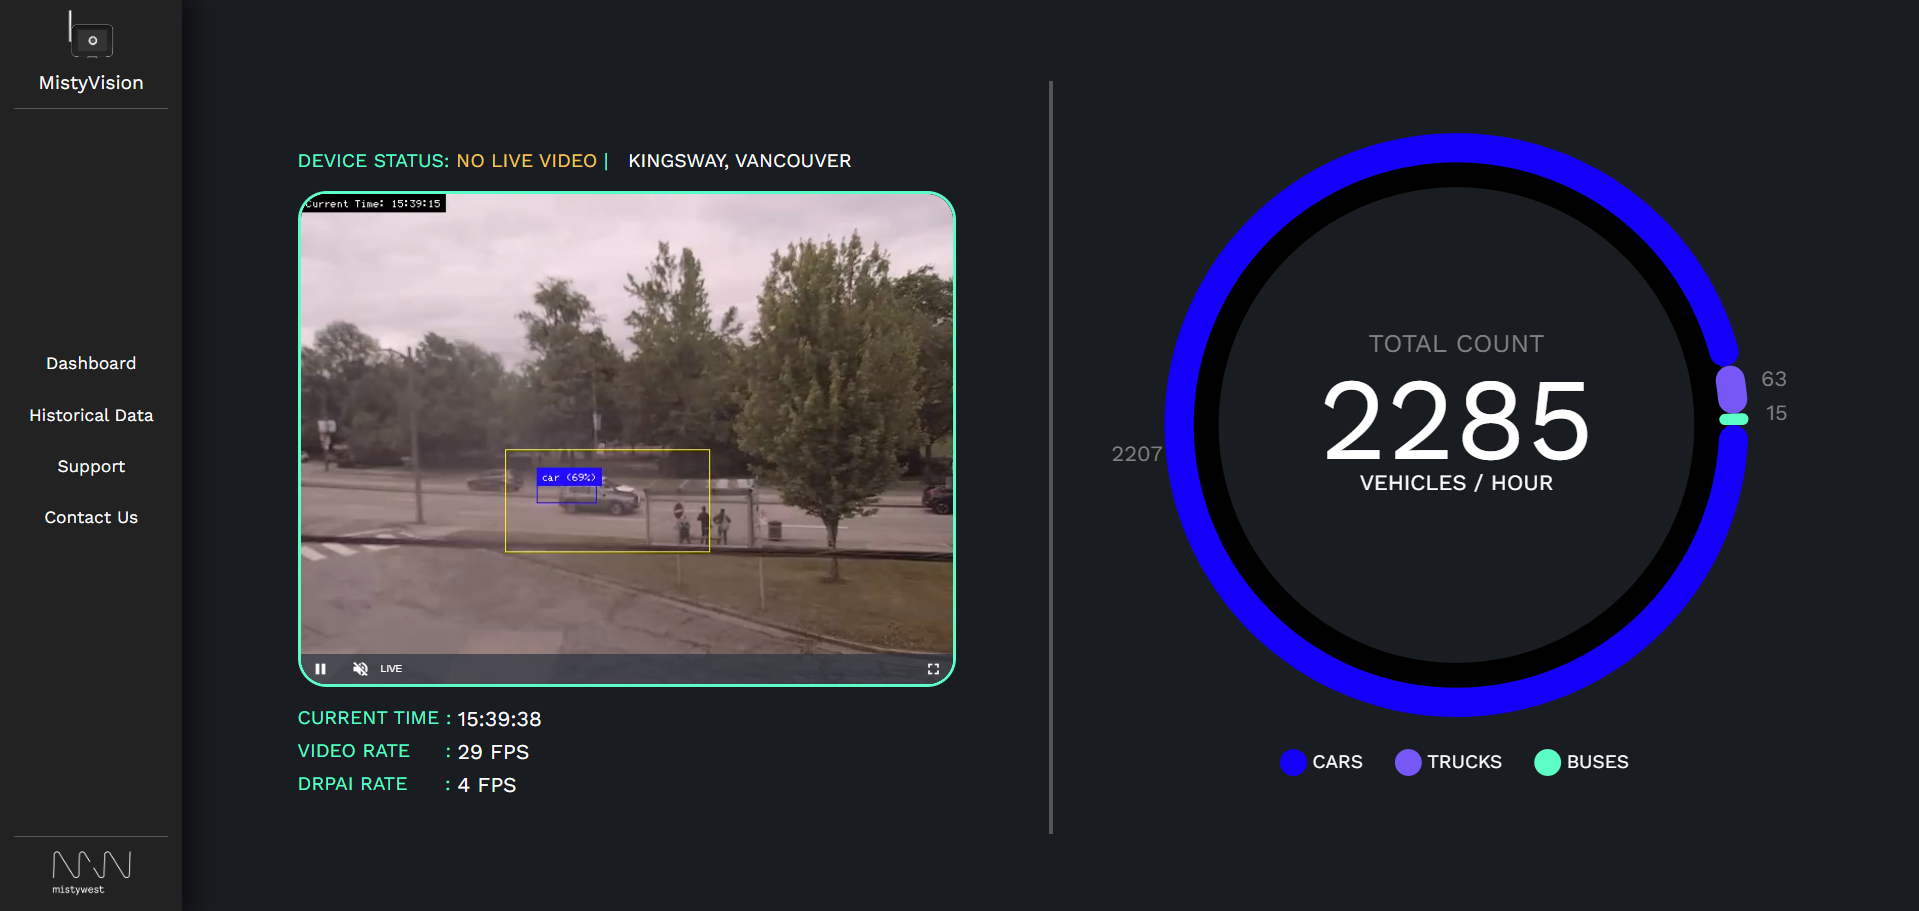 MistyVision
Dashboard
Historical Data
Support
Contact Us
mistywest
DEVICE STATUS: NO LIVE VIDEO | KINGSWAY, VANCOUVER
Current Time: 15:39:15
car (69%)
LIVE
CURRENT TIME : 15:39:38
VIDEO RATE : 29 FPS
DRPAI RATE : 4 FPS
TOTAL COUNT
2285
VEHICLES / HOUR
63
15
2207
CARS
TRUCKS
BUSES